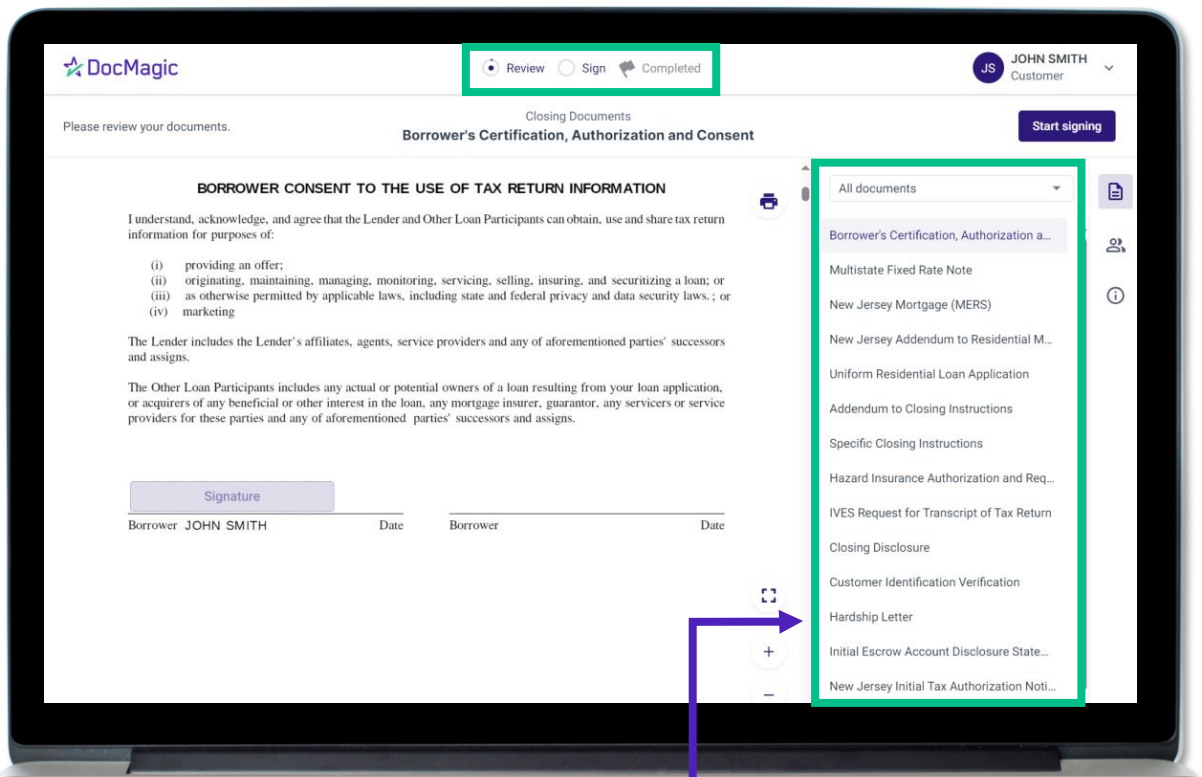 DocMagic
Review Sign Completed
JS
JOHN SMITH
Customer
Please review your documents.
Closing Documents
Borrower's Certification, Authorization and Consent
Start signing
BORROWER CONSENT TO THE USE OF TAX RETURN INFORMATION
I understand, acknowledge, and agree that the Lender and Other Loan Participants can obtain, use and share tax return
information for purposes of:
(i) providing an offer;
(ii) originating, maintaining, managing, monitoring, servicing, selling, insuring, and securitizing a loan; or
(iii) as otherwise permitted by applicable laws, including state and federal privacy and data security laws. ; or
(iv) marketing
The Lender includes the Lender's affiliates, agents, service providers and any of aforementioned parties' successors
and assigns.
The Other Loan Participants includes any actual or potential owners of a loan resulting from your loan application,
or acquirers of any beneficial or other interest in the loan, any mortgage insurer, guarantor, any servicers or service
providers for these parties and any of aforementioned parties' successors and assigns.
Signature
Borrower JOHN SMITH Date Borrower Date
All documents
Borrower's Certification, Authorization a...
Multistate Fixed Rate Note
New Jersey Mortgage (MERS)
New Jersey Addendum to Residential M...
Uniform Residential Loan Application
Addendum to Closing Instructions
Specific Closing Instructions
Hazard Insurance Authorization and Req...
IVES Request for Transcript of Tax Return
Closing Disclosure
Customer Identification Verification
Hardship Letter
Initial Escrow Account Disclosure State...
New Jersey Initial Tax Authorization Noti...